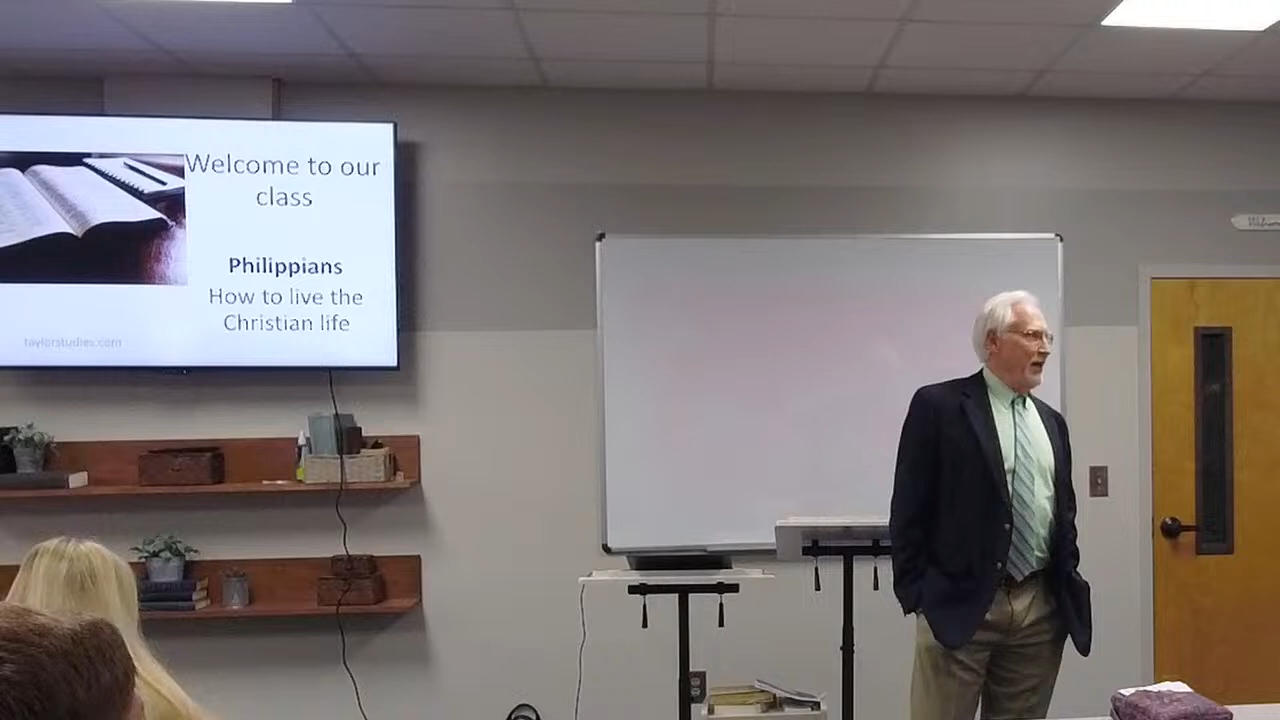 Welcome to our
class
Philippians
How to live the
Christian life
taylorstudies.com